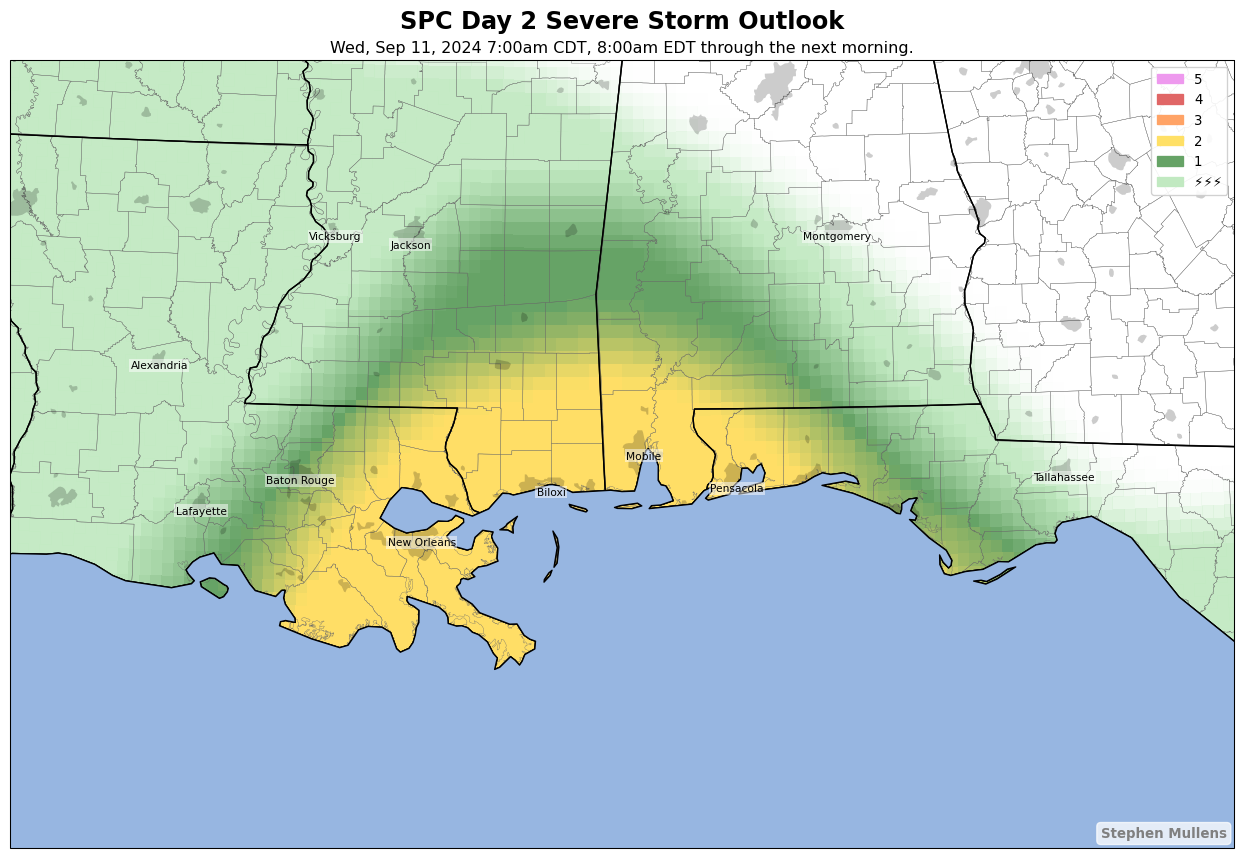 SPC Day 2 Severe Storm Outlook
Wed, Sep 11, 2024 7:00am CDT, 8:00am EDT through the next morning.
5
4
3
2
1
⚡⚡⚡
Vicksburg
Jackson
Montgomery
Alexandria
Mobile
Baton Rouge
Tallahassee
Pensacola
Biloxi
Lafayette
New Orleans
Stephen Mullens